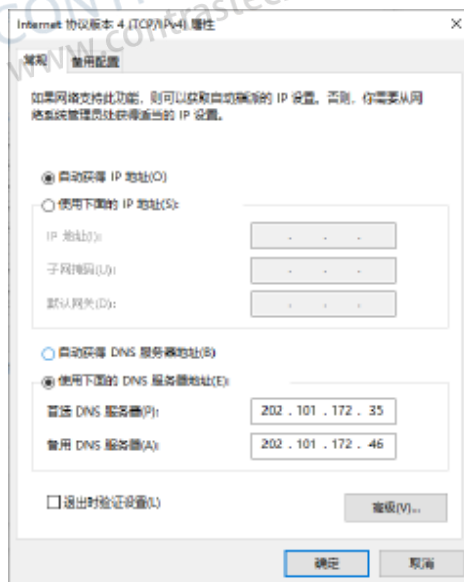 Internet 协议版本 4 (TCP/IPv4) 属性
CON
www.contrastec
常规 备用配置
如果网络支持此功能，则可以获取自动指派的 IP 设置。否则，你需要从网
络系统管理员处获得适当的 IP 设置。
自动获得 IP 地址(O)
使用下面的 IP 地址(S):
IP 地址(I):
子网掩码(U):
默认网关(D):
自动获得 DNS 服务器地址(B)
使用下面的 DNS 服务器地址(E):
首选 DNS 服务器(P): 202 . 101 . 172 . 35
备用 DNS 服务器(A): 202 . 101 . 172 . 46
退出时验证设置(L)
高级(V)...
确定 取消